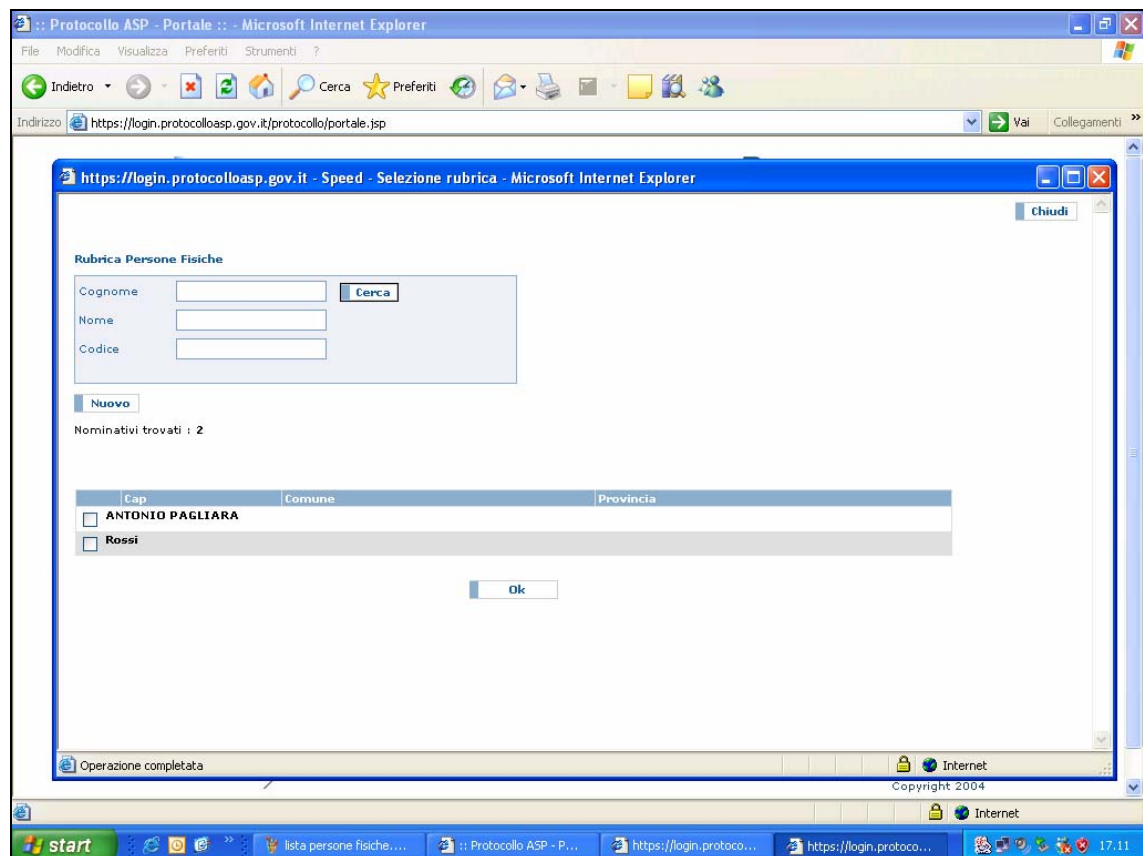 :: Protocollo ASP - Portale :: - Microsoft Internet Explorer
File Modifica Visualizza Preferiti Strumenti ?
Indietro Cerca Preferiti
Indirizzo https://login.protocolloasp.gov.it/protocollo/portale.jsp Vai Collegamenti »
https://login.protocolloasp.gov.it - Speed - Selezione rubrica - Microsoft Internet Explorer
Chiudi
Rubrica Persone Fisiche
Cognome Cerca
Nome
Codice
Nuovo
Nominativi trovati : 2
Cap Comune Provincia
ANTONIO PAGLIARA
Rossi
Ok
Operazione completata Internet
Copyright 2004
Internet
start » lista persone fisiche.... :: Protocollo ASP - P... https://login.protoco... https://login.protoco... 17.11